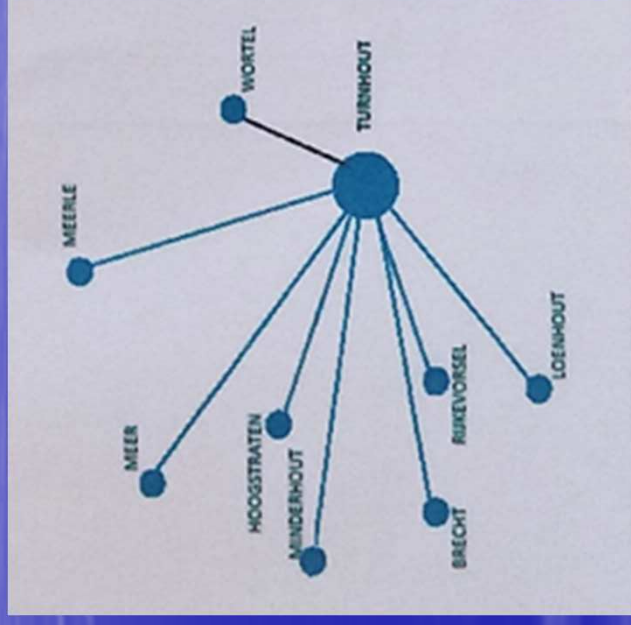 MEERLE
MEER
HOOGSTRATEN
WORTEL
MINDERHOUT
TURNHOUT
BRECHT
RIJKEVORSEL
LOENHOUT